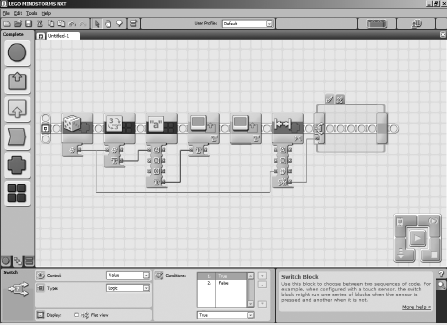 LEGO MINDSTORMS NXT
File Edit Tools Help
User Profile: Default
Complete
Untitled-1
Switch
Control: Value
Type: Logic
Display: Flat view
Conditions:
1 True
2 False
True
Switch Block
Use this block to choose between two sequences of code. For
example, when configured with a touch sensor, the switch
block might run one series of blocks when the sensor is
pressed and another when it is not.
More help »